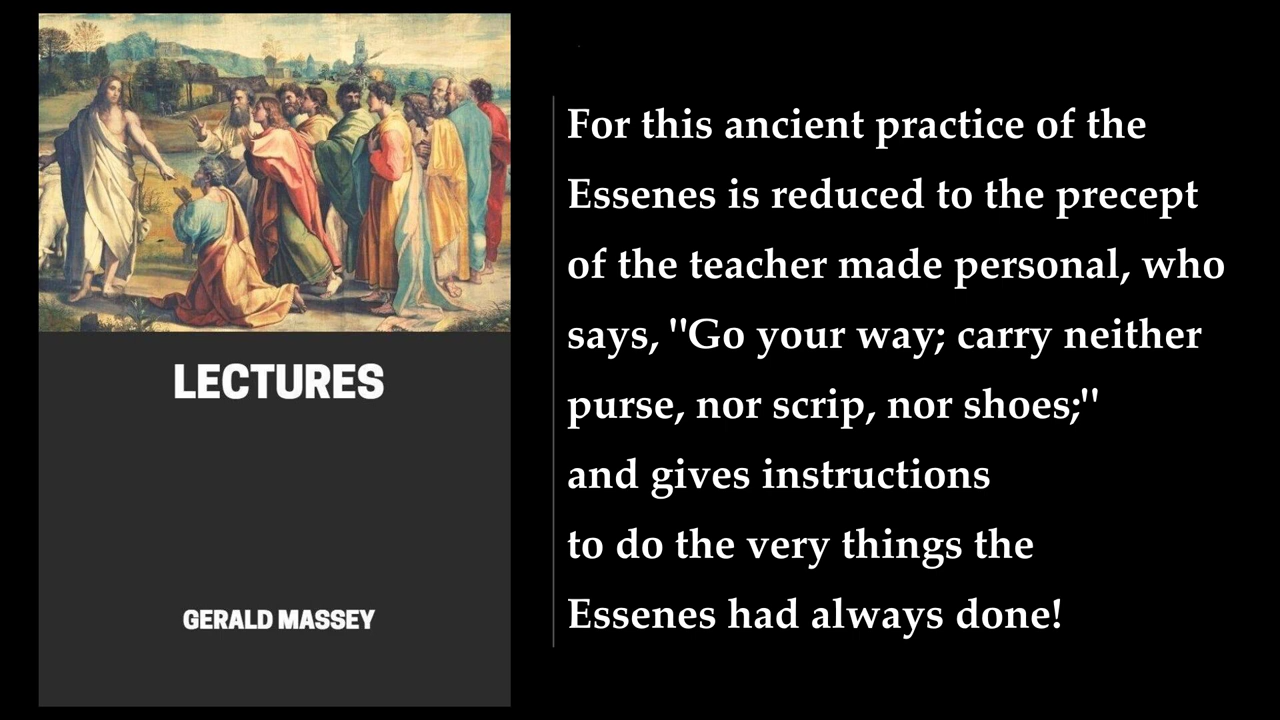 LECTURES
GERALD MASSEY
For this ancient practice of the
Essenes is reduced to the precept
of the teacher made personal, who
says, "Go your way; carry neither
purse, nor scrip, nor shoes;"
and gives instructions
to do the very things the
Essenes had always done!